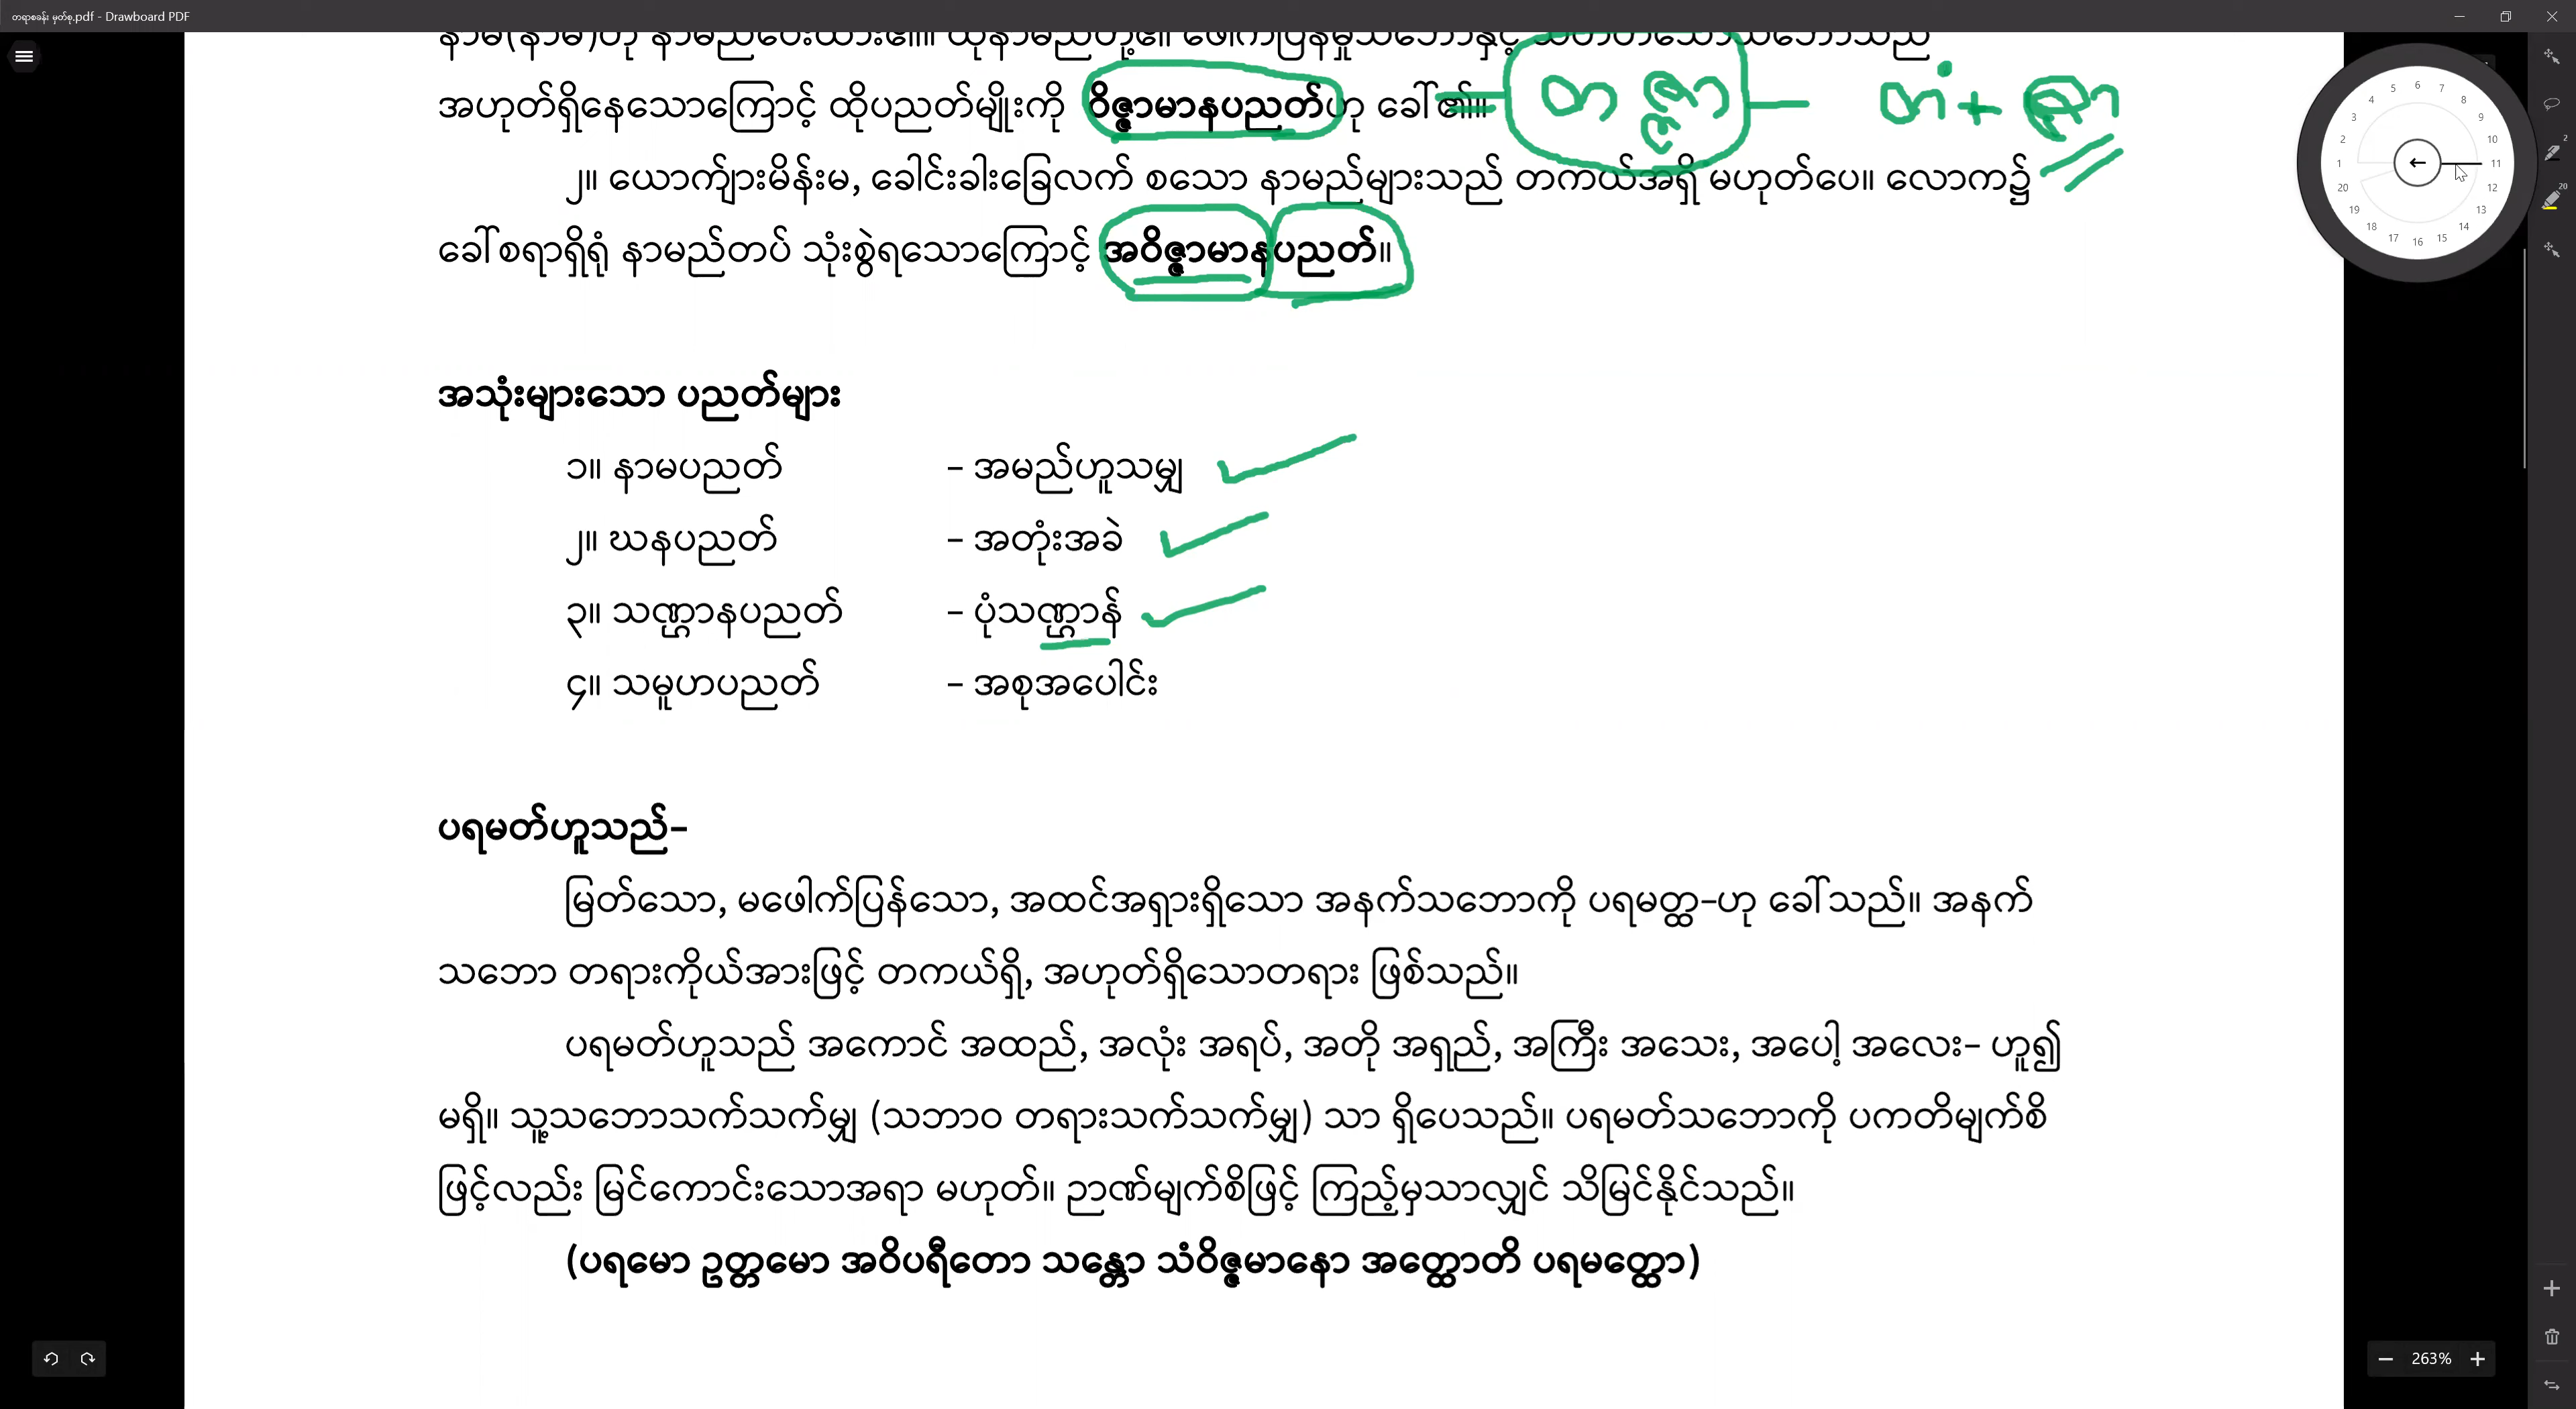 တရာစခန်း မှတ်စု.pdf - Drawboard PDF
အဟုတ်ရှိနေသောကြောင့် ထိုပညတ်မျိုးကို ဝိဇ္ဇာမာနပညတ်ဟု ခေါ်၏။
၂။ ယောက်ျားမိန်းမ, ခေါင်းခါးခြေလက် စသော နာမည်များသည် တကယ်အရှိ မဟုတ်ပေ။ လောက၌
ခေါ်စရာရှိရုံ နာမည်တပ် သုံးစွဲရသောကြောင့် အဝိဇ္ဇာမာနပညတ်။
အသုံးများသော ပညတ်များ
၁။ နာမပညတ် – အမည်ဟူသမျှ
၂။ ဃနပညတ် – အတုံးအခဲ
၃။ သဏ္ဌာနပညတ် – ပုံသဏ္ဌာန်
၄။ သမူဟပညတ် – အစုအပေါင်း
ပရမတ်ဟူသည်–
မြတ်သော, မဖေါက်ပြန်သော, အထင်အရှားရှိသော အနက်သဘောကို ပရမတ္ထ–ဟု ခေါ်သည်။ အနက်
သဘော တရားကိုယ်အားဖြင့် တကယ်ရှိ, အဟုတ်ရှိသောတရား ဖြစ်သည်။
ပရမတ်ဟူသည် အကောင် အထည်, အလုံး အရပ်, အတို အရှည်, အကြီး အသေး, အပေါ့ အလေး– ဟူ၍
မရှိ။ သူ့သဘောသက်သက်မျှ (သဘာဝ တရားသက်သက်မျှ) သာ ရှိပေသည်။ ပရမတ်သဘောကို ပကတိမျက်စိ
ဖြင့်လည်း မြင်ကောင်းသောအရာ မဟုတ်။ ဉာဏ်မျက်စိဖြင့် ကြည့်မှသာလျှင် သိမြင်နိုင်သည်။
(ပရမော ဥတ္တမော အဝိပရီတော သန္တော သံဝိဇ္ဇမာနော အတ္ထောတိ ပရမတ္ထော)
263%